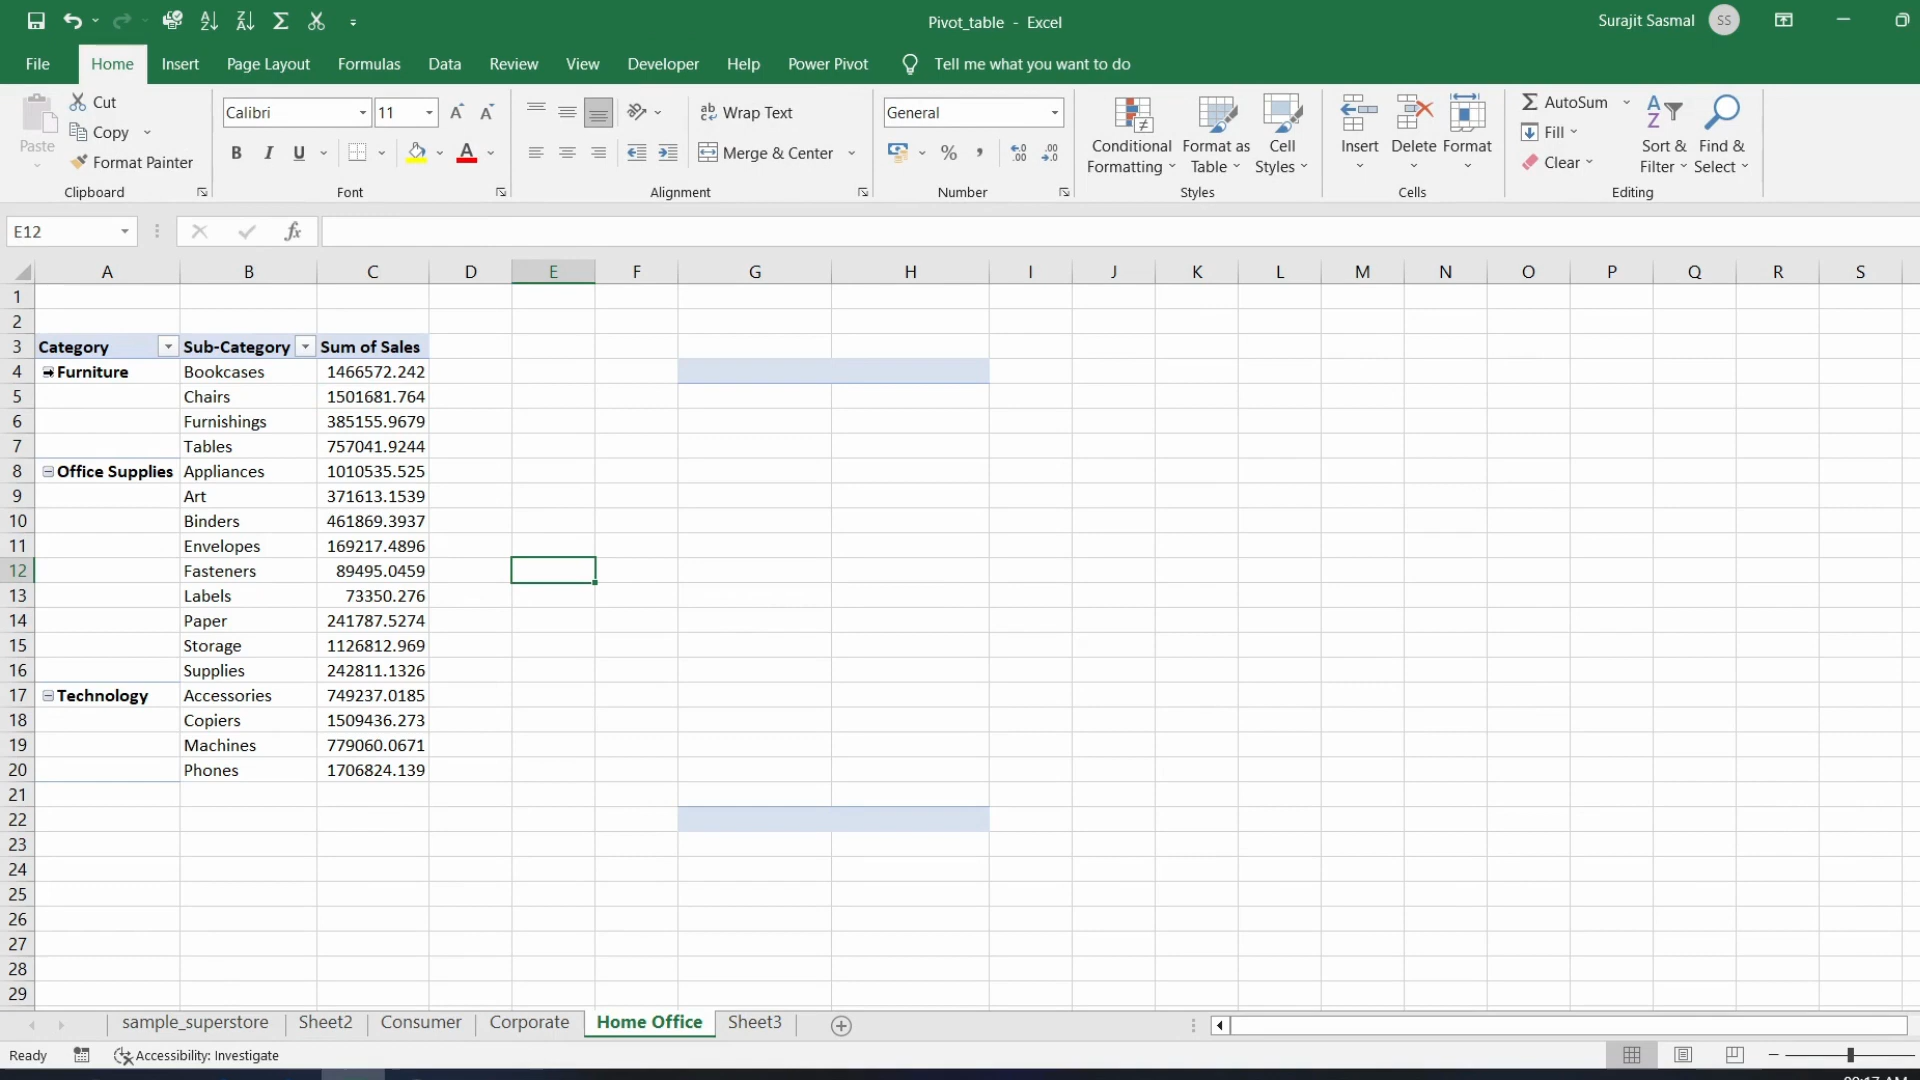 Pivot_table - Excel
Surajit Sasmal SS
File Home Insert Page Layout Formulas Data Review View Developer Help Power Pivot Tell me what you want to do
Paste
Cut
Copy
Format Painter
Clipboard
Calibri 11
B I U A
Font
ab Wrap Text
Merge & Center
Alignment
General
% ,
Number
Conditional Formatting
Format as Table
Cell Styles
Styles
Insert Delete Format
Cells
AutoSum
Fill
Clear
Sort & Filter
Find & Select
Editing
E12 fx
A B C D E F G H I J K L M N O P Q R S
1
2
3 Category Sub-Category Sum of Sales
4 Furniture Bookcases 1466572.242
5 Chairs 1501681.764
6 Furnishings 385155.9679
7 Tables 757041.9244
8 Office Supplies Appliances 1010535.525
9 Art 371613.1539
10 Binders 461869.3937
11 Envelopes 169217.4896
12 Fasteners 89495.0459
13 Labels 73350.276
14 Paper 241787.5274
15 Storage 1126812.969
16 Supplies 242811.1326
17 Technology Accessories 749237.0185
18 Copiers 1509436.273
19 Machines 779060.0671
20 Phones 1706824.139
21
22
23
24
25
26
27
28
29
sample_superstore Sheet2 Consumer Corporate Home Office Sheet3
Ready Accessibility: Investigate